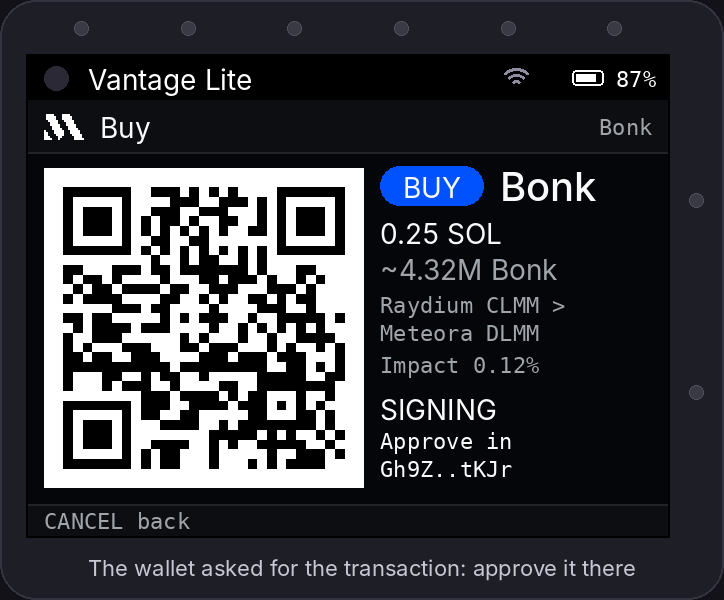 Vantage Lite
87%
Buy
Bonk
BUY
Bonk
0.25 SOL
~4.32M Bonk
Raydium CLMM >
Meteora DLMM
Impact 0.12%
SIGNING
Approve in
Gh9Z..tKJr
CANCEL back
The wallet asked for the transaction: approve it there